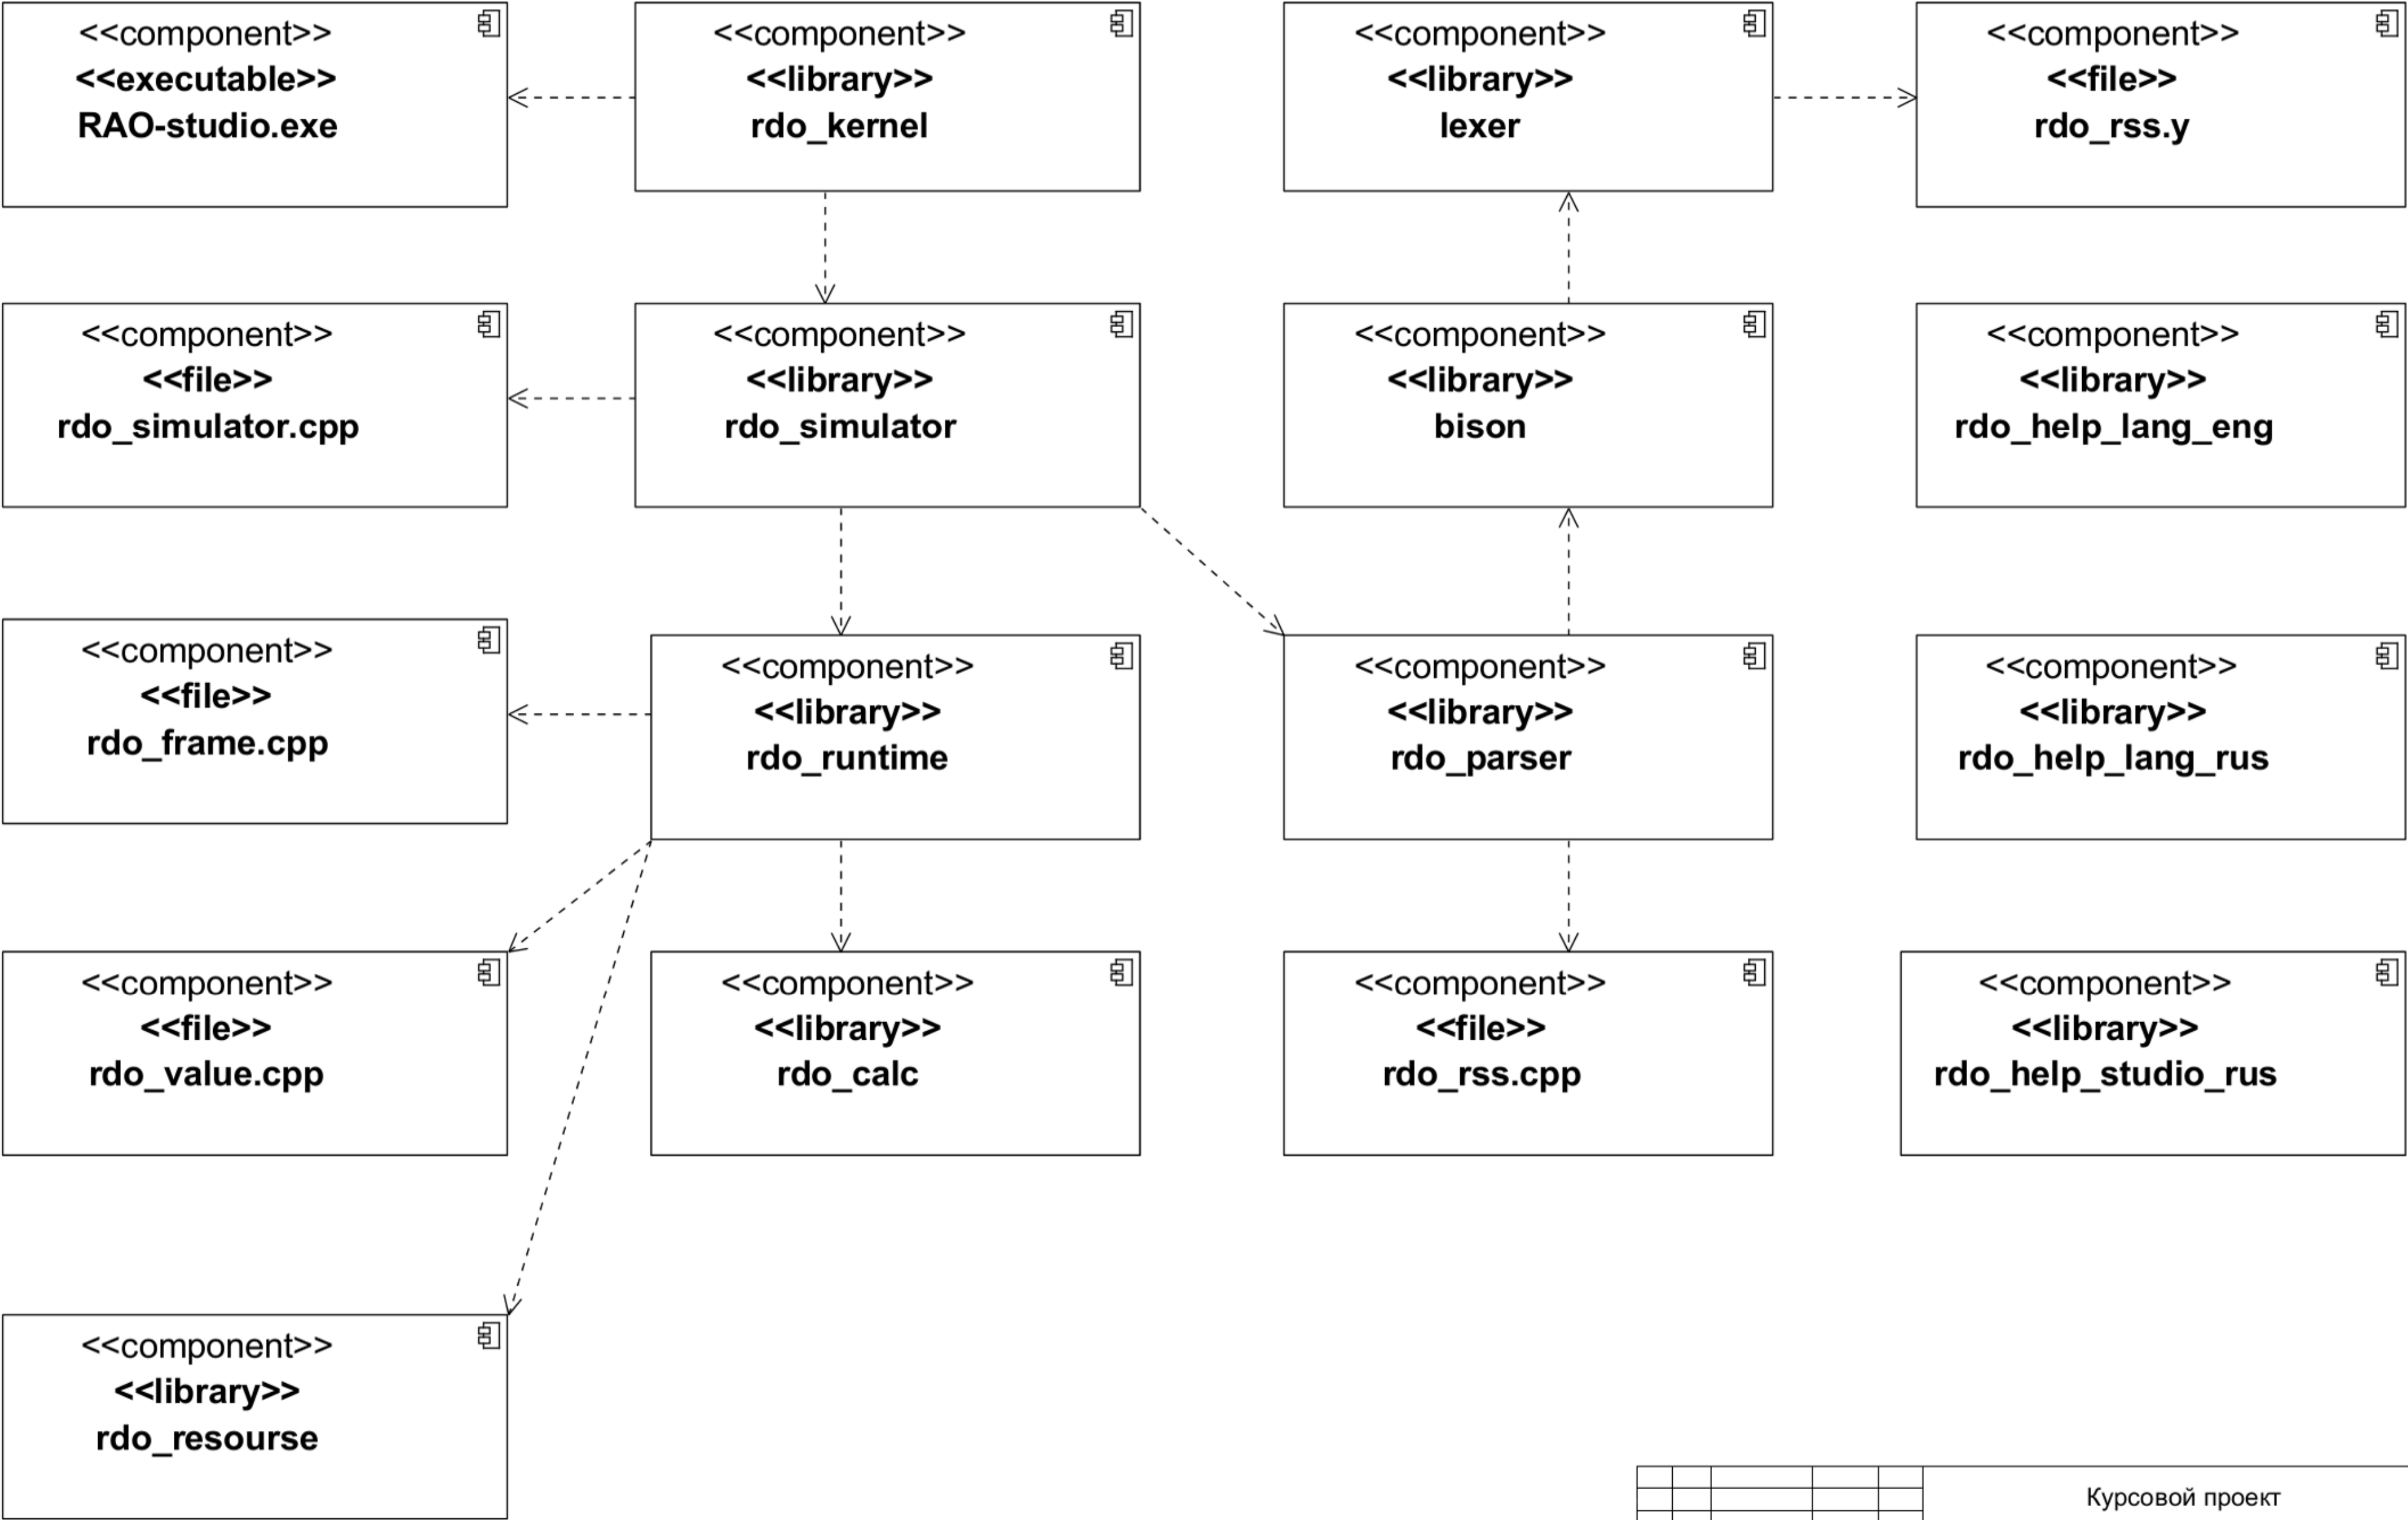 <<component>>
<<executable>>
RAO-studio.exe
<<component>>
<<library>>
rdo_kernel
<<component>>
<<library>>
lexer
<<component>>
<<file>>
rdo_rss.y
<<component>>
<<file>>
rdo_simulator.cpp
<<component>>
<<library>>
rdo_simulator
<<component>>
<<library>>
bison
<<component>>
<<library>>
rdo_help_lang_eng
<<component>>
<<file>>
rdo_frame.cpp
<<component>>
<<library>>
rdo_runtime
<<component>>
<<library>>
rdo_parser
<<component>>
<<library>>
rdo_help_lang_rus
<<component>>
<<file>>
rdo_value.cpp
<<component>>
<<library>>
rdo_calc
<<component>>
<<file>>
rdo_rss.cpp
<<component>>
<<library>>
rdo_help_studio_rus
<<component>>
<<library>>
rdo_resourse
Курсовой проект